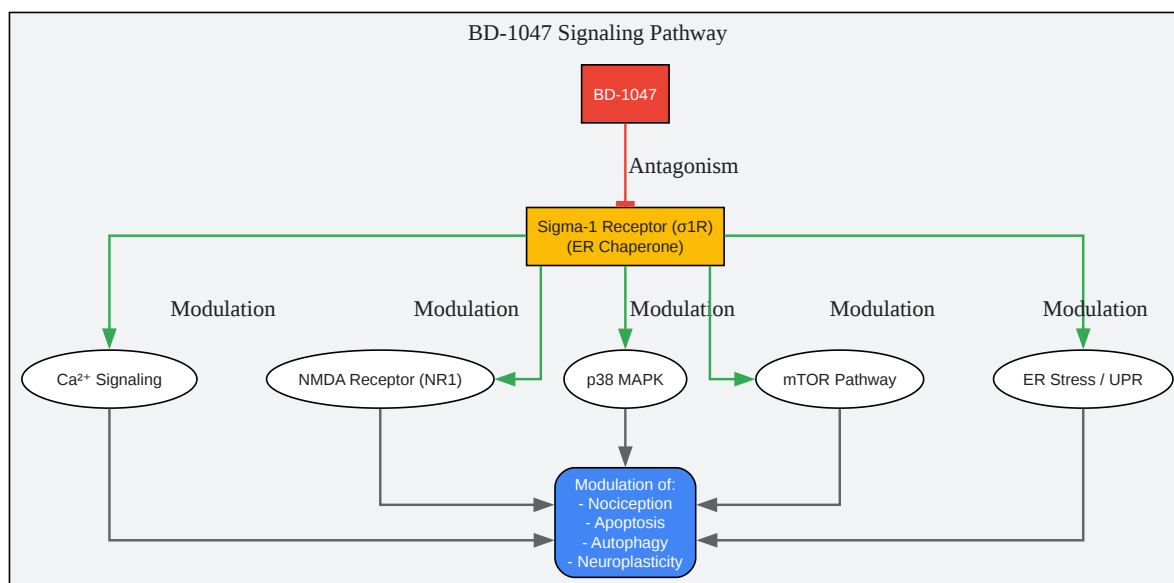 BD-1047 Signaling Pathway
BD-1047
Antagonism
Sigma-1 Receptor (σ1R)
(ER Chaperone)
Modulation
Modulation
Modulation
Modulation
Modulation
Ca²⁺ Signaling
NMDA Receptor (NR1)
p38 MAPK
mTOR Pathway
ER Stress / UPR
Modulation of:
- Nociception
- Apoptosis
- Autophagy
- Neuroplasticity